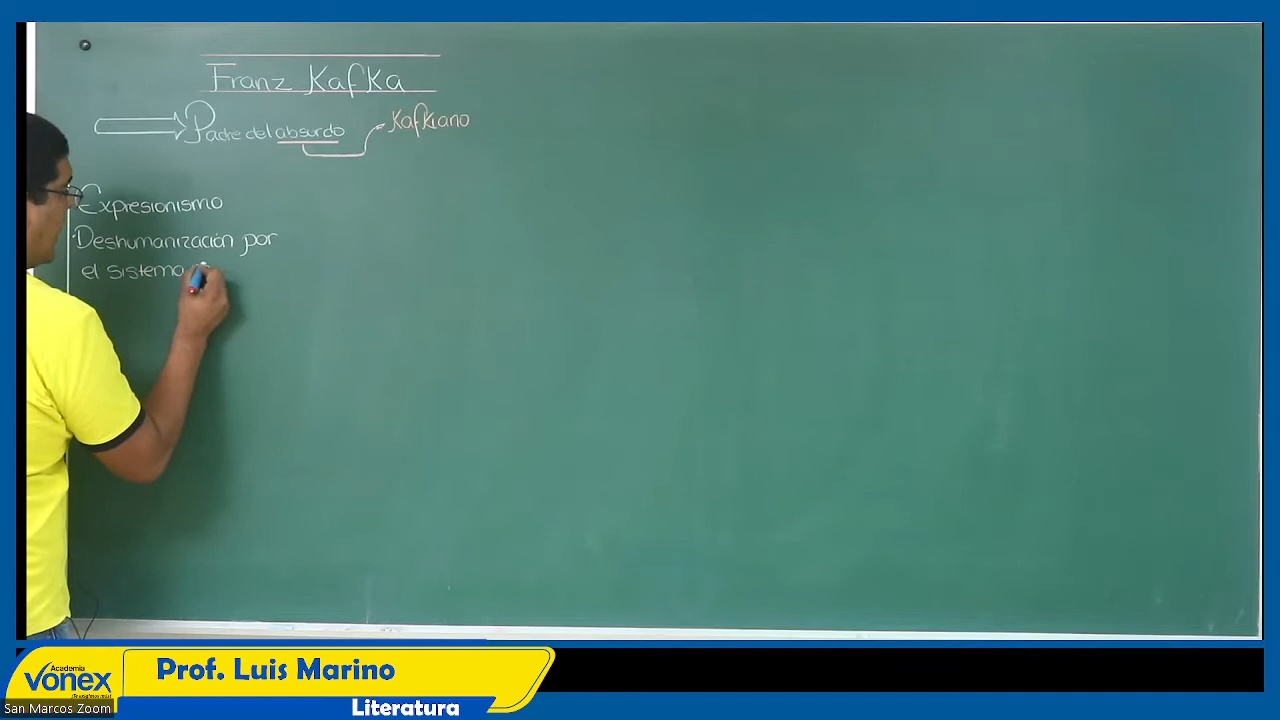 Franz Kafka
Padre del absurdo
Kafkiano
Expresionismo
Deshumanización por
el sistema
Academia
vonex
Prof. Luis Marino
Literatura
San Marcos Zoom